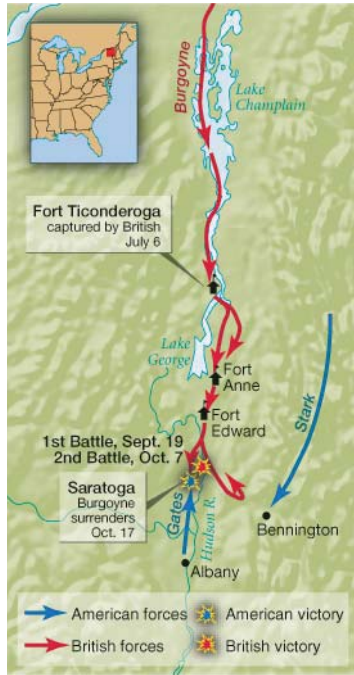 Burgoyne
Lake
Champlain
Fort Ticonderoga
captured by British
July 6
Lake
George
Fort
Anne
Fort
Edward
Stark
1st Battle, Sept. 19
2nd Battle, Oct. 7
Saratoga
Burgoyne
surrenders
Oct. 17
Gates
Hudson R.
Bennington
Albany
American forces
American victory
British forces
British victory